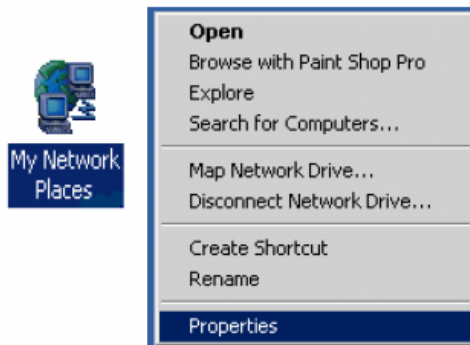 My Network
Places
Open
Browse with Paint Shop Pro
Explore
Search for Computers...
Map Network Drive...
Disconnect Network Drive...
Create Shortcut
Rename
Properties